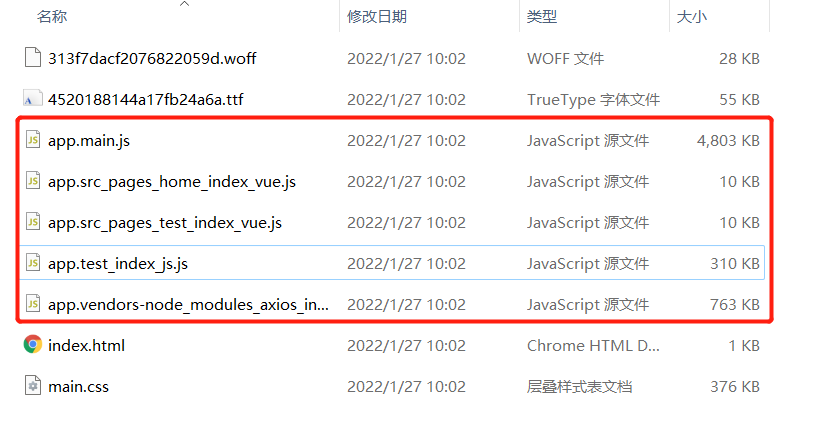 名称 修改日期 类型 大小
313f7dacf2076822059d.woff 2022/1/27 10:02 WOFF 文件 28 KB
4520188144a17fb24a6a.ttf 2022/1/27 10:02 TrueType 字体文件 55 KB
app.main.js 2022/1/27 10:02 JavaScript 源文件 4,803 KB
app.src_pages_home_index_vue.js 2022/1/27 10:02 JavaScript 源文件 10 KB
app.src_pages_test_index_vue.js 2022/1/27 10:02 JavaScript 源文件 10 KB
app.test_index_js.js 2022/1/27 10:02 JavaScript 源文件 310 KB
app.vendors-node_modules_axios_in... 2022/1/27 10:02 JavaScript 源文件 763 KB
index.html 2022/1/27 10:02 Chrome HTML D... 1 KB
main.css 2022/1/27 10:02 层叠样式表文档 376 KB